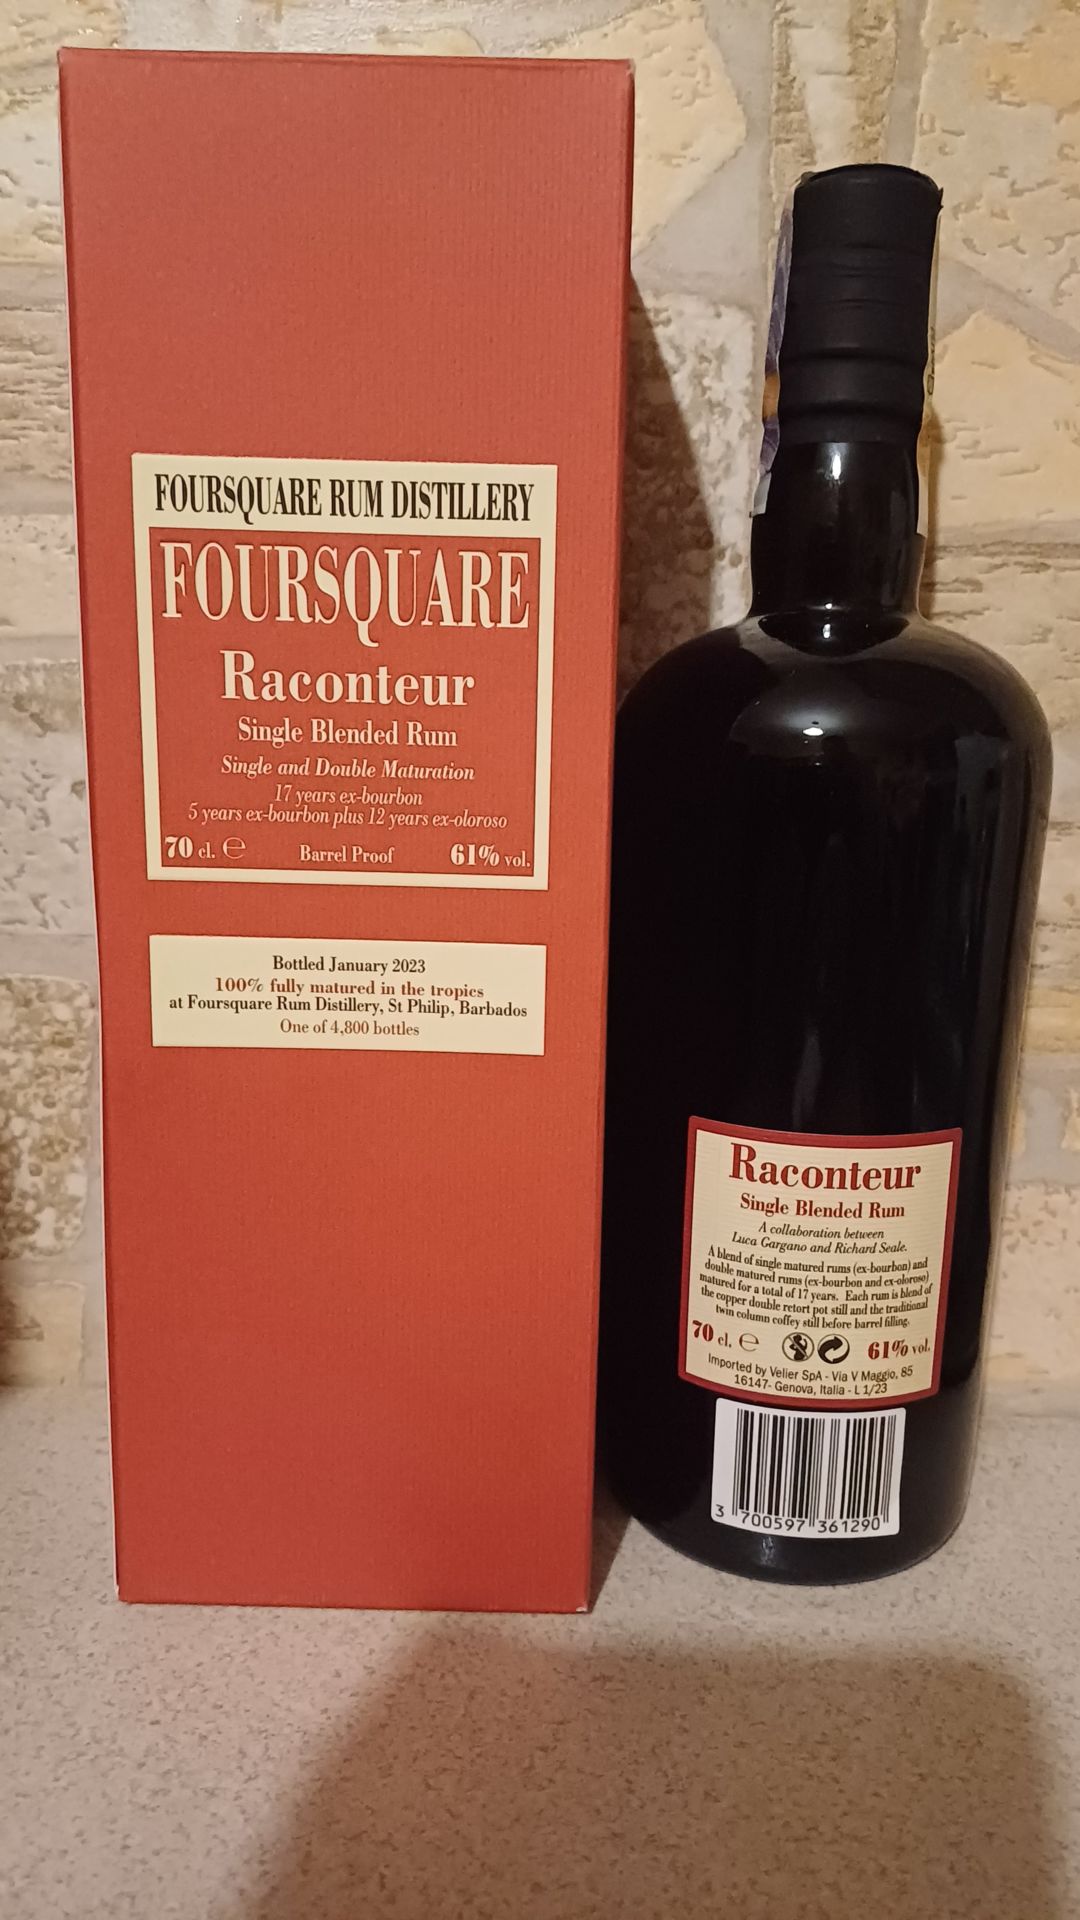 FOURSQUARE RUM DISTILLERY
FOURSQUARE
Raconteur
Single Blended Rum
Single and Double Maturation
17 years ex-bourbon
5 years ex-bourbon plus 12 years ex-oloroso
70 cl. ℮ Barrel Proof 61% vol.
Bottled January 2023
100% fully matured in the tropics
at Foursquare Rum Distillery, St Philip, Barbados
One of 4,800 bottles
Raconteur
Single Blended Rum
A collaboration between
Luca Gargano and Richard Seale.
A blend of single matured rums (ex-bourbon) and
double matured rums (ex-bourbon and ex-oloroso)
matured for a total of 17 years. Each rum is blend of
the copper double retort pot still and the traditional
twin column coffey still before barrel filling.
70 cl. ℮ 61% vol.
Imported by Velier SpA - Via V Maggio, 85
16147- Genova, Italia - L 1/23
3 700597 361290